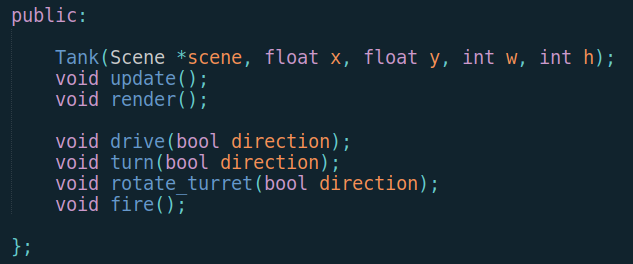 public:
    Tank(Scene *scene, float x, float y, int w, int h);
    void update();
    void render();
    void drive(bool direction);
    void turn(bool direction);
    void rotate_turret(bool direction);
    void fire();
};